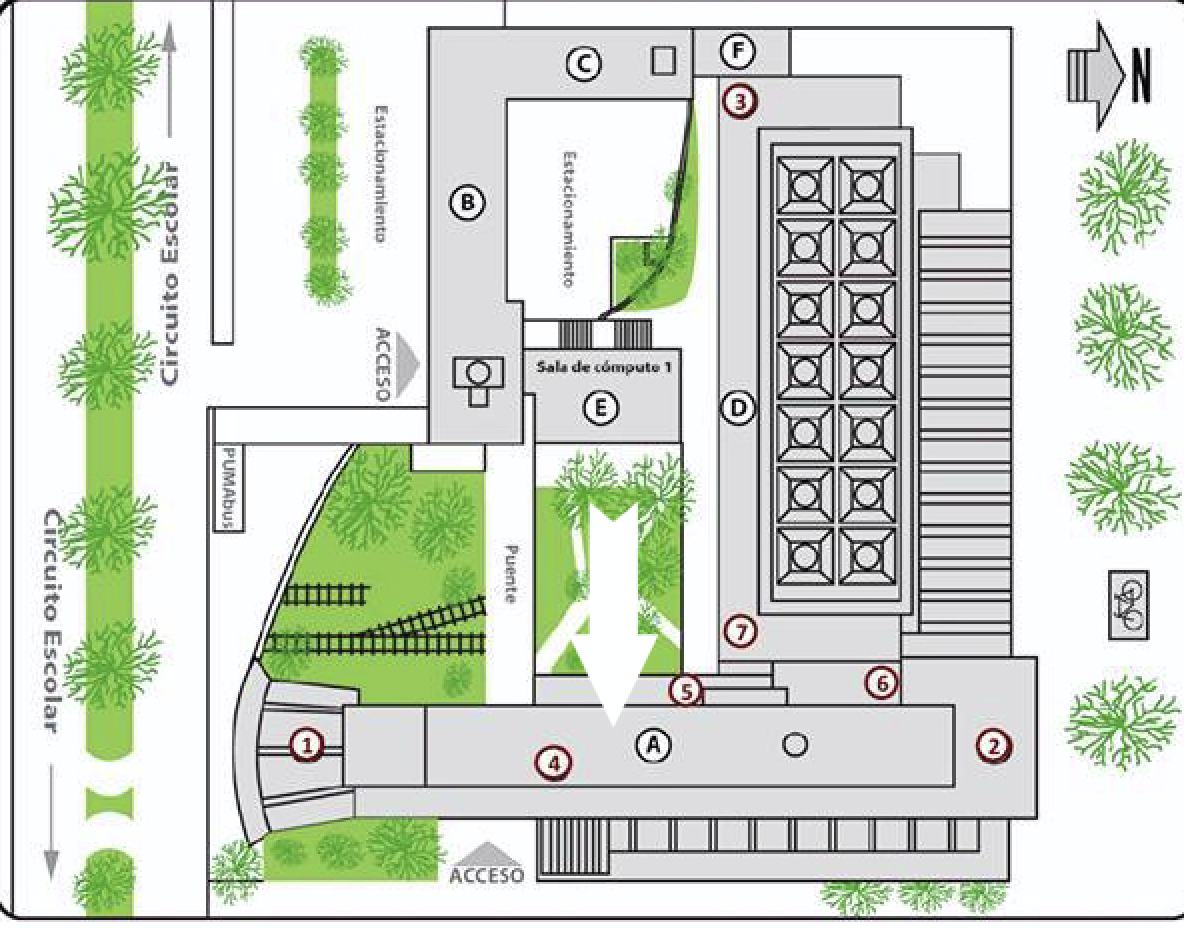 C
F
N
3
Circuito Escolar
Estacionamiento
Estacionamiento
B
ACCESO
Sala de cómputo 1
E
D
PUMAbus
Circuito Escolar
Puente
7
5
6
1
4
A
2
ACCESO